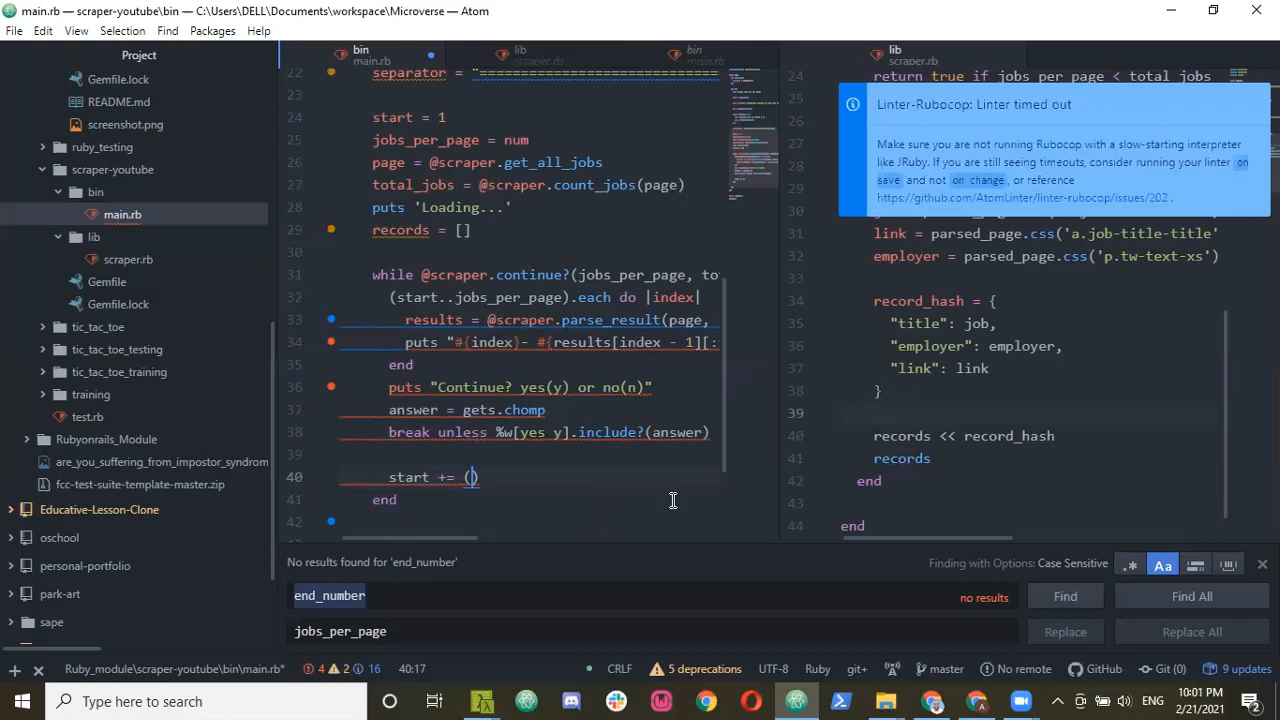 main.rb — C:\Users\DELL\Documents\workspace\Microverse — Atom
File Edit View Selection Find Packages Help
Project
Gemfile.lock
README.md
screenshot.png
ruby_testing
scraper-youtube
bin
main.rb
lib
scraper.rb
Gemfile
Gemfile.lock
tic_tac_toe
tic_tac_toe_testing
tic_tac_toe_training
training
test.rb
Rubyonrails_Module
are_you_suffering_from_impostor_syndrom
fcc-test-suite-template-master.zip
Educative-Lesson-Clone
oschool
personal-portfolio
park-art
sape
bin main.rb
lib scraper.rb
bin main.rb
22 separator = "==============================
23
24 start = 1
25 jobs_per_page = num
26 page = @scraper.get_all_jobs
27 total_jobs = @scraper.count_jobs(page)
28 puts 'Loading...'
29 records = []
30
31 while @scraper.continue?(jobs_per_page, to
32 (start..jobs_per_page).each do |index|
33 results = @scraper.parse_result(page,
34 puts "#{index}- #{results[index - 1][:
35 end
36 puts "Continue? yes(y) or no(n)"
37 answer = gets.chomp
38 break unless %w[yes y].include?(answer)
39
40 start += ()
41 end
42
lib scraper.rb
24 return true if jobs_per_page < total_jobs
25
26
27
28
30
31 link = parsed_page.css('a.job-title-title'
32 employer = parsed_page.css('p.tw-text-xs')
33
34 record_hash = {
35 "title": job,
36 "employer": employer,
37 "link": link
38 }
39
40 records << record_hash
41 records
42 end
43
44 end
Linter-Rubocop: Linter timed out
Make sure you are not running Rubocop with a slow-starting interpreter
like JRuby. If you are still seeing timeouts, consider running your linter on
save and not on change, or reference
https://github.com/AtomLinter/linter-rubocop/issues/202 .
No results found for 'end_number'
Finding with Options: Case Sensitive
.* Aa
end_number
no results
Find
Find All
jobs_per_page
Replace
Replace All
Ruby_module\scraper-youtube\bin\main.rb* 4 2 16 40:17
CRLF 5 deprecations UTF-8 Ruby git+ master No remote GitHub Git (0) 9 updates
Type here to search
ENG
10:01 PM
2/21/2021
2